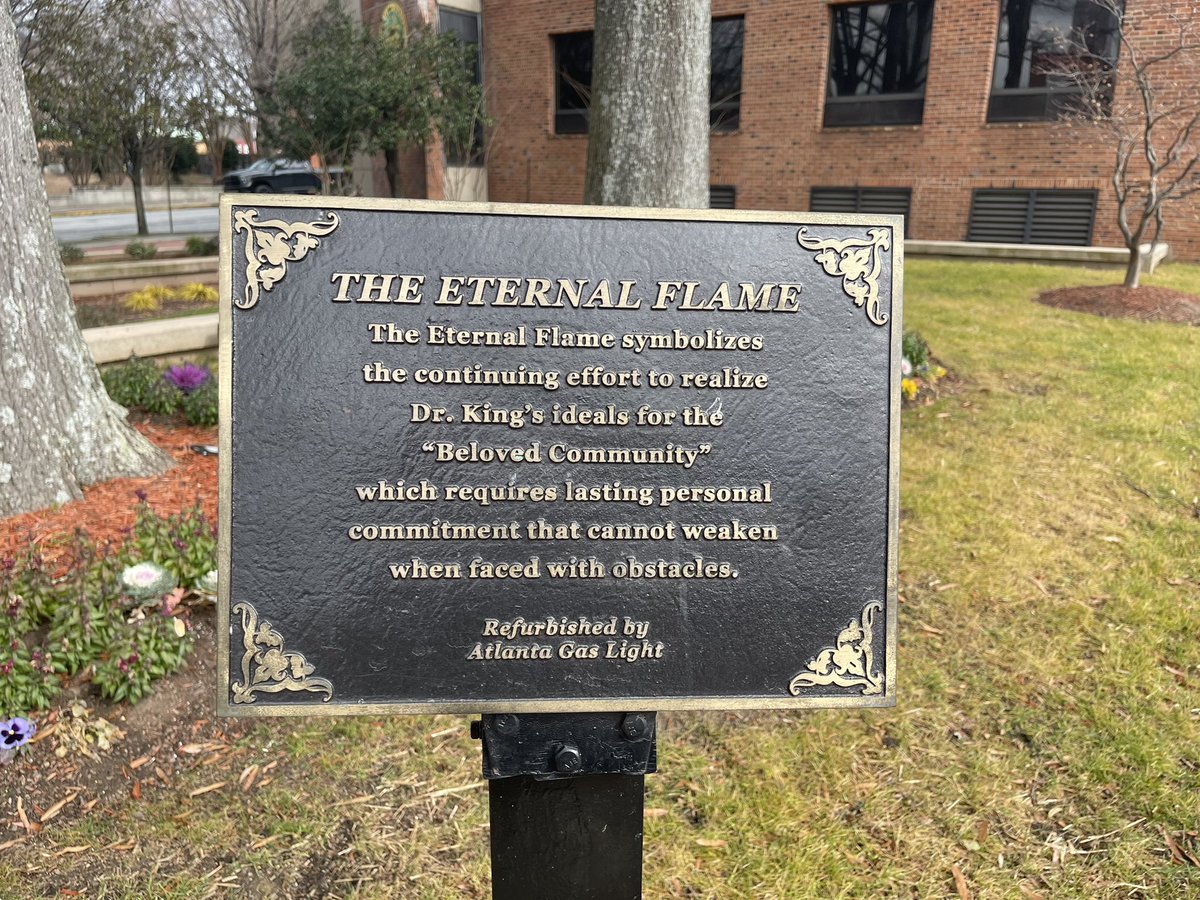 THE ETERNAL FLAME
The Eternal Flame symbolizes
the continuing effort to realize
Dr. King's ideals for the
“Beloved Community”
which requires lasting personal
commitment that cannot weaken
when faced with obstacles.
Refurbished by
Atlanta Gas Light